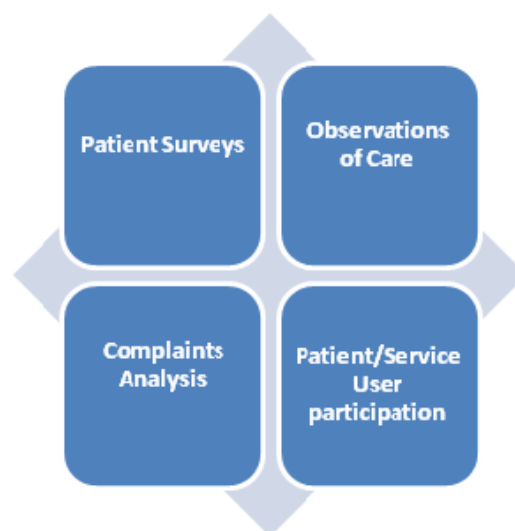 Patient Surveys
Observations
of Care
Complaints
Analysis
Patient/Service
User
participation